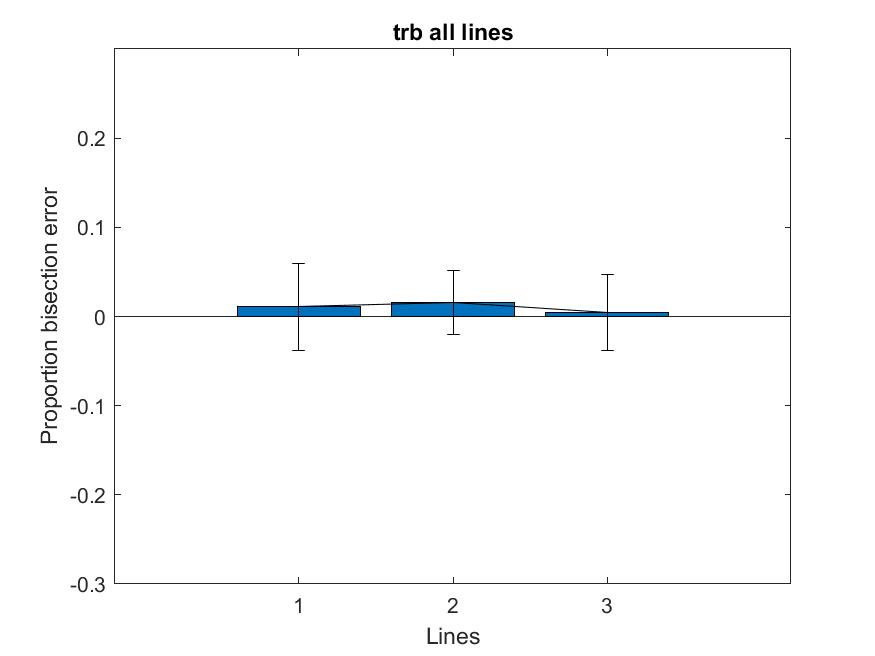 trb all lines
Proportion bisection error
0.2
0.1
0
-0.1
-0.2
-0.3
1 2 3
Lines